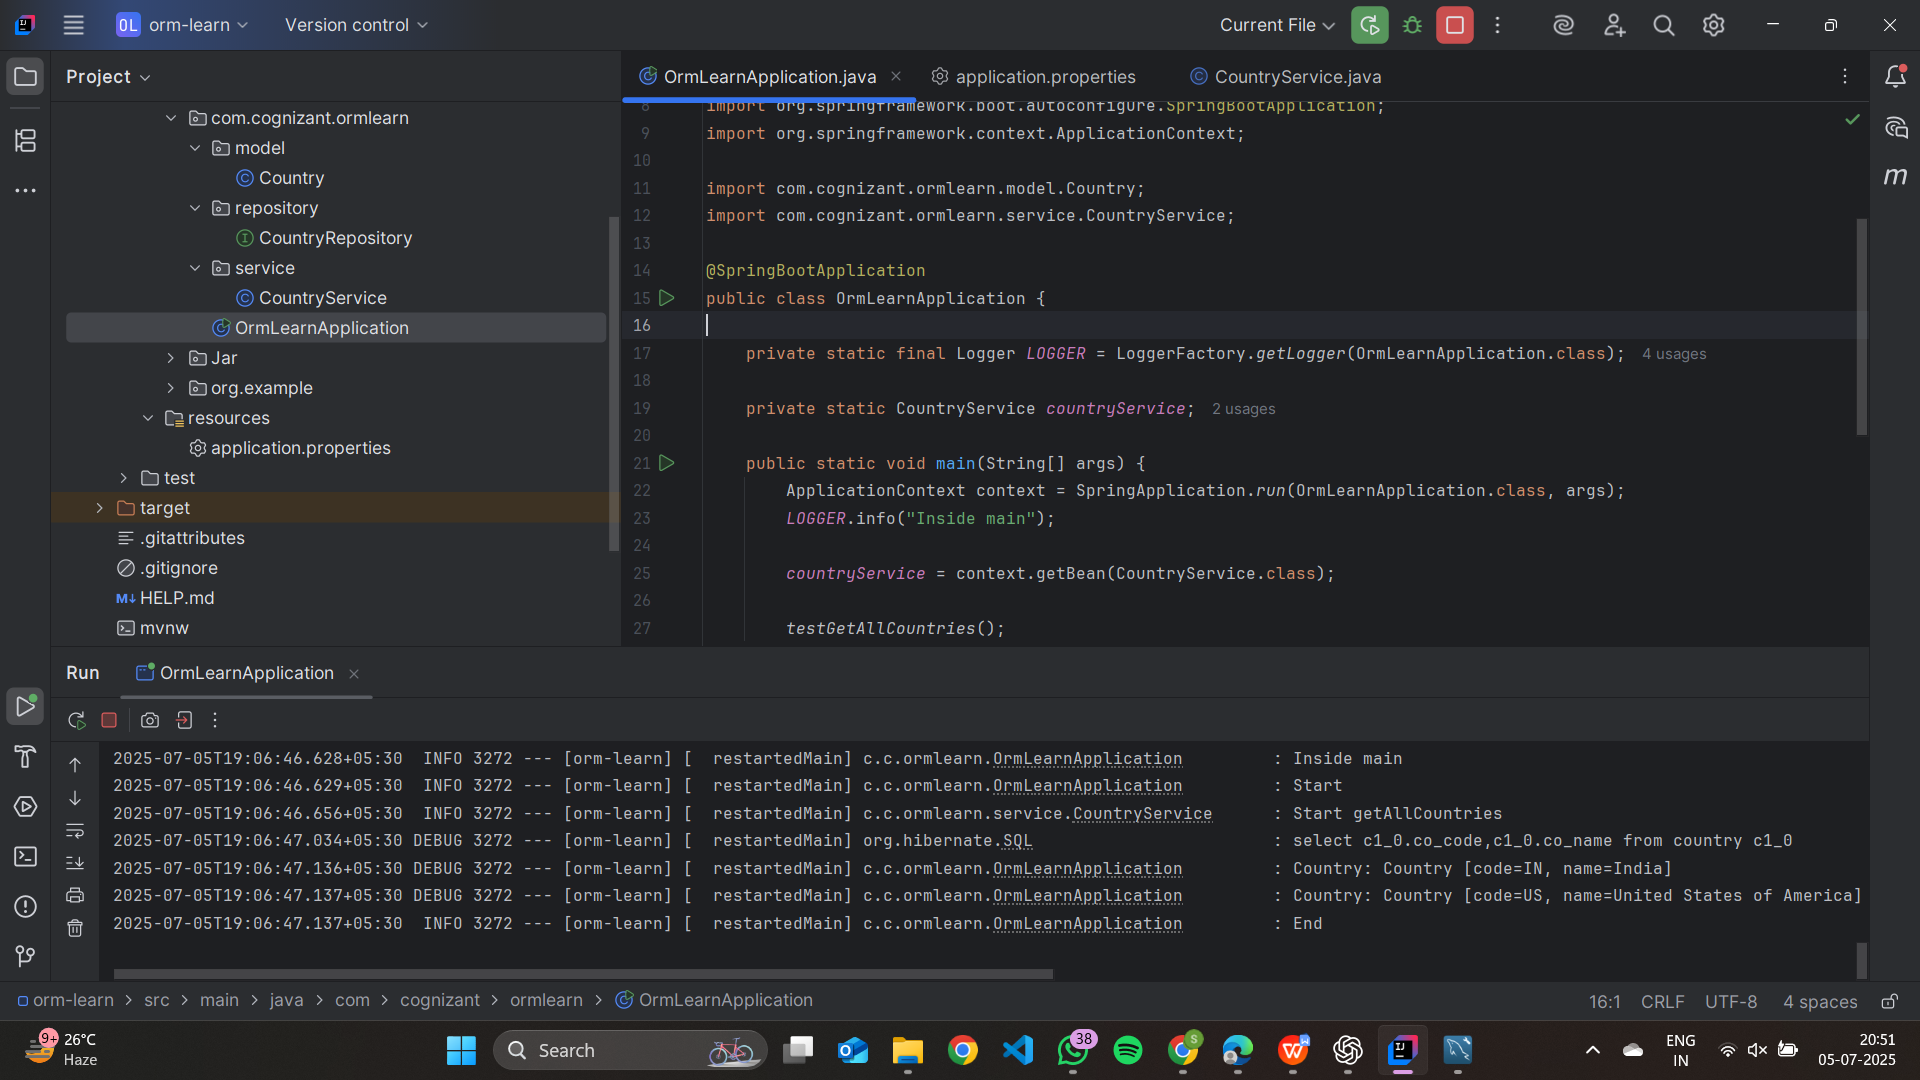 OL orm-learn Version control Current File
Project
com.cognizant.ormlearn
model
Country
repository
CountryRepository
service
CountryService
OrmLearnApplication
Jar
org.example
resources
application.properties
test
target
.gitattributes
.gitignore
HELP.md
mvnw
OrmLearnApplication.java application.properties CountryService.java
8 import org.springframework.boot.autoconfigure.SpringBootApplication;
9 import org.springframework.context.ApplicationContext;
10
11 import com.cognizant.ormlearn.model.Country;
12 import com.cognizant.ormlearn.service.CountryService;
13
14 @SpringBootApplication
15 public class OrmLearnApplication {
16
17 private static final Logger LOGGER = LoggerFactory.getLogger(OrmLearnApplication.class); 4 usages
18
19 private static CountryService countryService; 2 usages
20
21 public static void main(String[] args) {
22 ApplicationContext context = SpringApplication.run(OrmLearnApplication.class, args);
23 LOGGER.info("Inside main");
24
25 countryService = context.getBean(CountryService.class);
26
27 testGetAllCountries();
Run OrmLearnApplication
2025-07-05T19:06:46.628+05:30 INFO 3272 --- [orm-learn] [ restartedMain] c.c.ormlearn.OrmLearnApplication : Inside main
2025-07-05T19:06:46.629+05:30 INFO 3272 --- [orm-learn] [ restartedMain] c.c.ormlearn.OrmLearnApplication : Start
2025-07-05T19:06:46.656+05:30 INFO 3272 --- [orm-learn] [ restartedMain] c.c.ormlearn.service.CountryService : Start getAllCountries
2025-07-05T19:06:47.034+05:30 DEBUG 3272 --- [orm-learn] [ restartedMain] org.hibernate.SQL : select c1_0.co_code,c1_0.co_name from country c1_0
2025-07-05T19:06:47.136+05:30 DEBUG 3272 --- [orm-learn] [ restartedMain] c.c.ormlearn.OrmLearnApplication : Country: Country [code=IN, name=India]
2025-07-05T19:06:47.137+05:30 DEBUG 3272 --- [orm-learn] [ restartedMain] c.c.ormlearn.OrmLearnApplication : Country: Country [code=US, name=United States of America]
2025-07-05T19:06:47.137+05:30 INFO 3272 --- [orm-learn] [ restartedMain] c.c.ormlearn.OrmLearnApplication : End
orm-learn > src > main > java > com > cognizant > ormlearn > OrmLearnApplication 16:1 CRLF UTF-8 4 spaces
9+ 26°C
Haze
Search
38
ENG
IN
20:51
05-07-2025